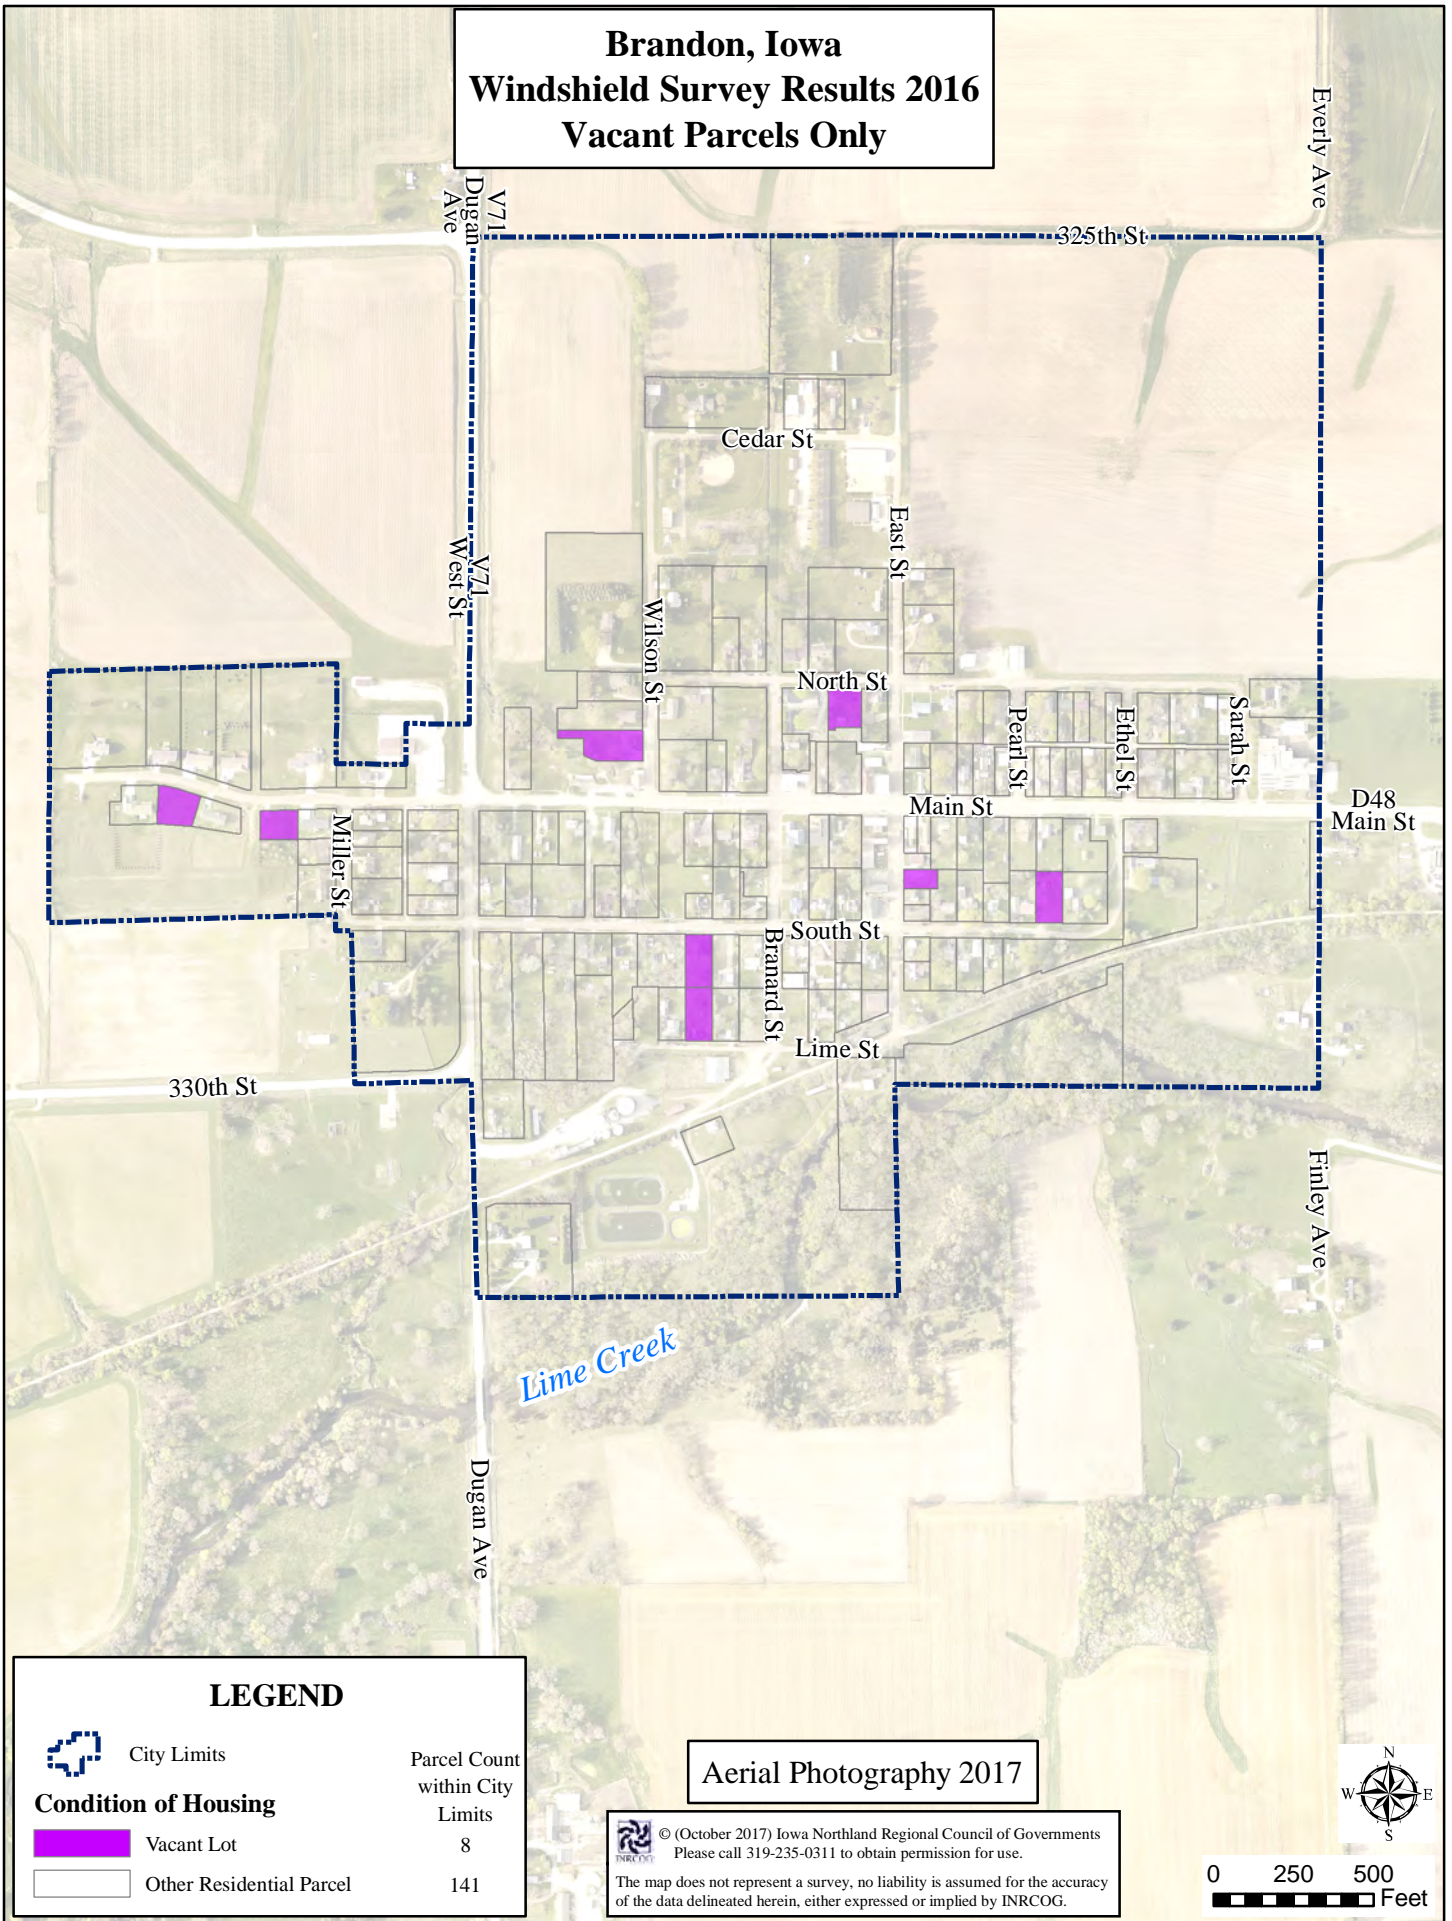 Brandon, Iowa
Windshield Survey Results 2016
Vacant Parcels Only
Everly Ave
V71
Dugan
Ave
325th St
Cedar St
East St
V71
West St
Wilson St
North St
Pearl St
Ethel St
Sarah St
Main St
D48
Main St
Miller St
South St
Branard St
Lime St
330th St
Finley Ave
Lime Creek
Dugan Ave
LEGEND
City Limits
Parcel Count
within City
Limits
Condition of Housing
Vacant Lot 8
Other Residential Parcel 141
Aerial Photography 2017
INRCOG
© (October 2017) Iowa Northland Regional Council of Governments
Please call 319-235-0311 to obtain permission for use.
The map does not represent a survey, no liability is assumed for the accuracy
of the data delineated herein, either expressed or implied by INRCOG.
N
W E
S
0 250 500
Feet